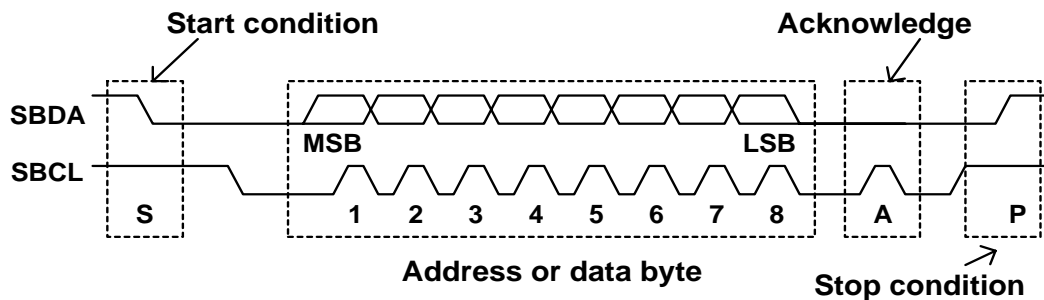 Start condition
Acknowledge
SBDA
MSB
LSB
SBCL
S
1 2 3 4 5 6 7 8
A
P
Address or data byte
Stop condition